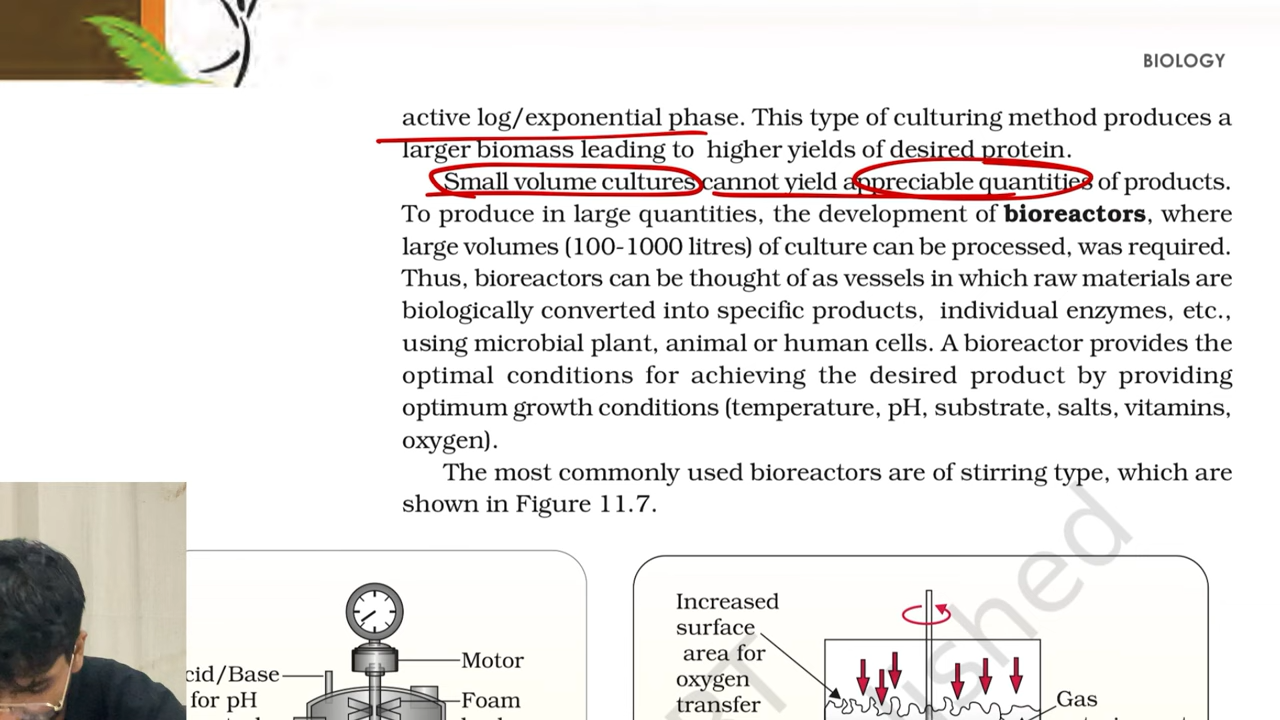 BIOLOGY
active log/exponential phase. This type of culturing method produces a
larger biomass leading to higher yields of desired protein.
Small volume cultures cannot yield appreciable quantities of products.
To produce in large quantities, the development of bioreactors, where
large volumes (100-1000 litres) of culture can be processed, was required.
Thus, bioreactors can be thought of as vessels in which raw materials are
biologically converted into specific products, individual enzymes, etc.,
using microbial plant, animal or human cells. A bioreactor provides the
optimal conditions for achieving the desired product by providing
optimum growth conditions (temperature, pH, substrate, salts, vitamins,
oxygen).
The most commonly used bioreactors are of stirring type, which are
shown in Figure 11.7.
cid/Base
for pH
Motor
Foam
Increased
surface
area for
oxygen
transfer
Gas